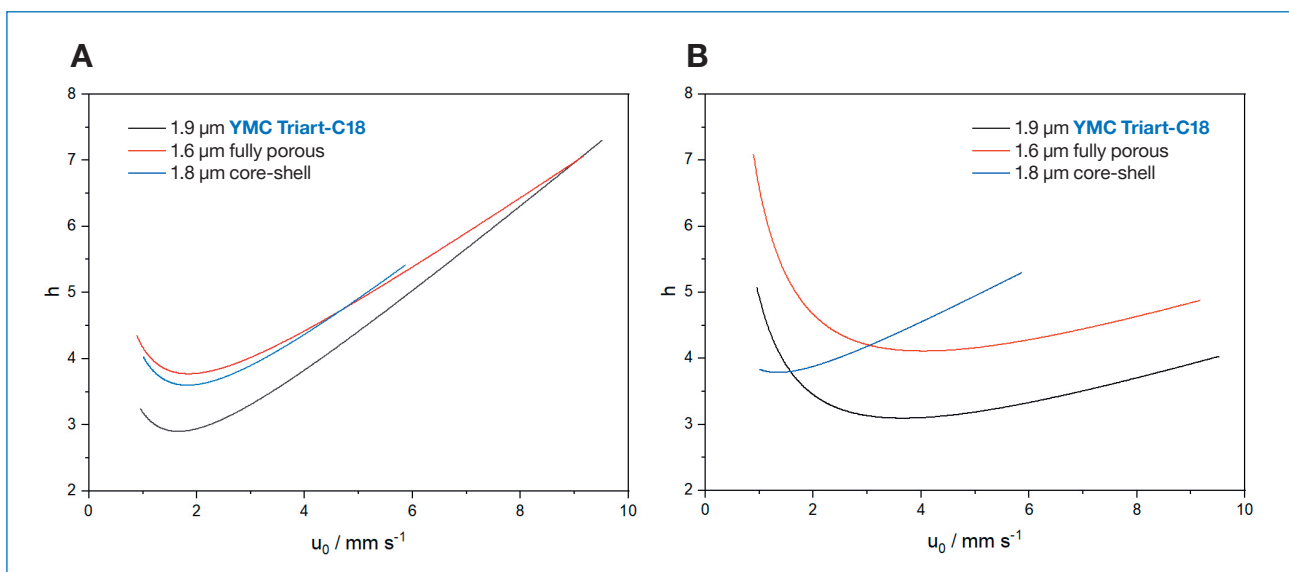 A
8
7
6
5
4
3
2
h
1.9 µm YMC Triart-C18
1.6 µm fully porous
1.8 µm core-shell
0 2 4 6 8 10
u₀ / mm s⁻¹
B
8
7
6
5
4
3
2
h
1.9 µm YMC Triart-C18
1.6 µm fully porous
1.8 µm core-shell
0 2 4 6 8 10
u₀ / mm s⁻¹